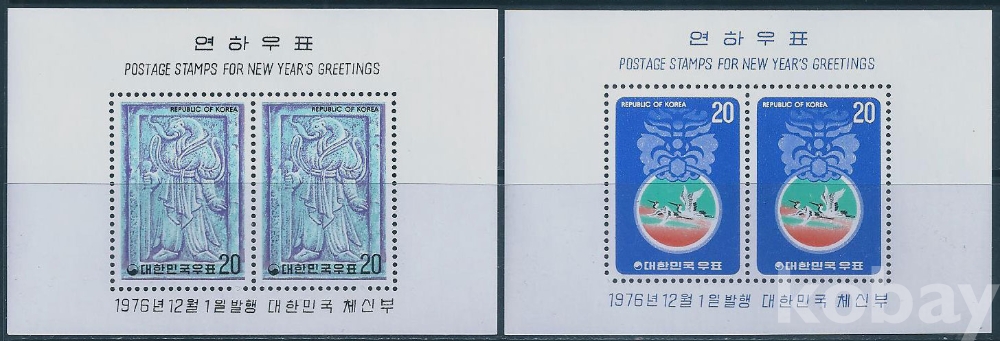 연하우표
POSTAGE STAMPS FOR NEW YEAR'S GREETINGS
REPUBLIC OF KOREA
대한민국우표 20
REPUBLIC OF KOREA
대한민국우표 20
1976년 12월 1일 발행 대한민국 체신부
연하우표
POSTAGE STAMPS FOR NEW YEAR'S GREETINGS
REPUBLIC OF KOREA 20
대한민국우표
REPUBLIC OF KOREA 20
대한민국우표
1976년 12월 1일 발행 대한민국 체신부
kobay